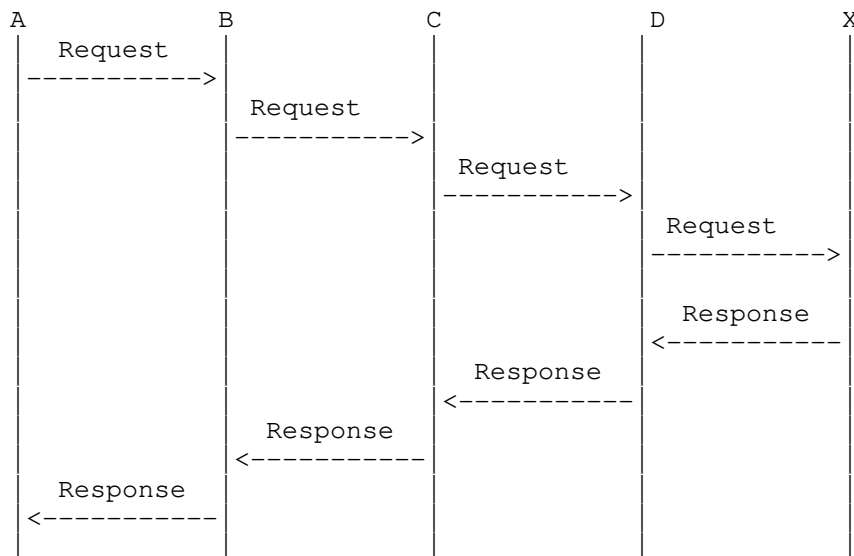 A B C D X
Request
Request
Request
Request
Response
Response
Response
Response